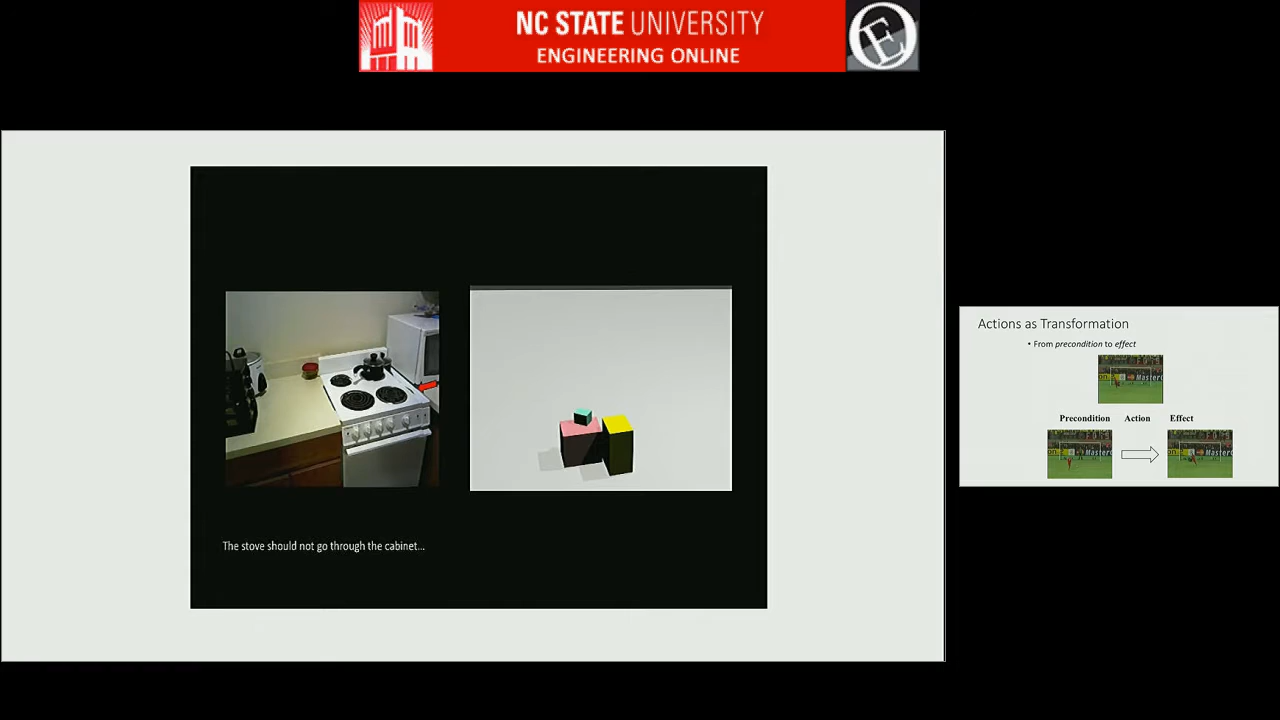 NC STATE UNIVERSITY
ENGINEERING ONLINE
The stove should not go through the cabinet...
Actions as Transformation
• From precondition to effect
Precondition Action Effect